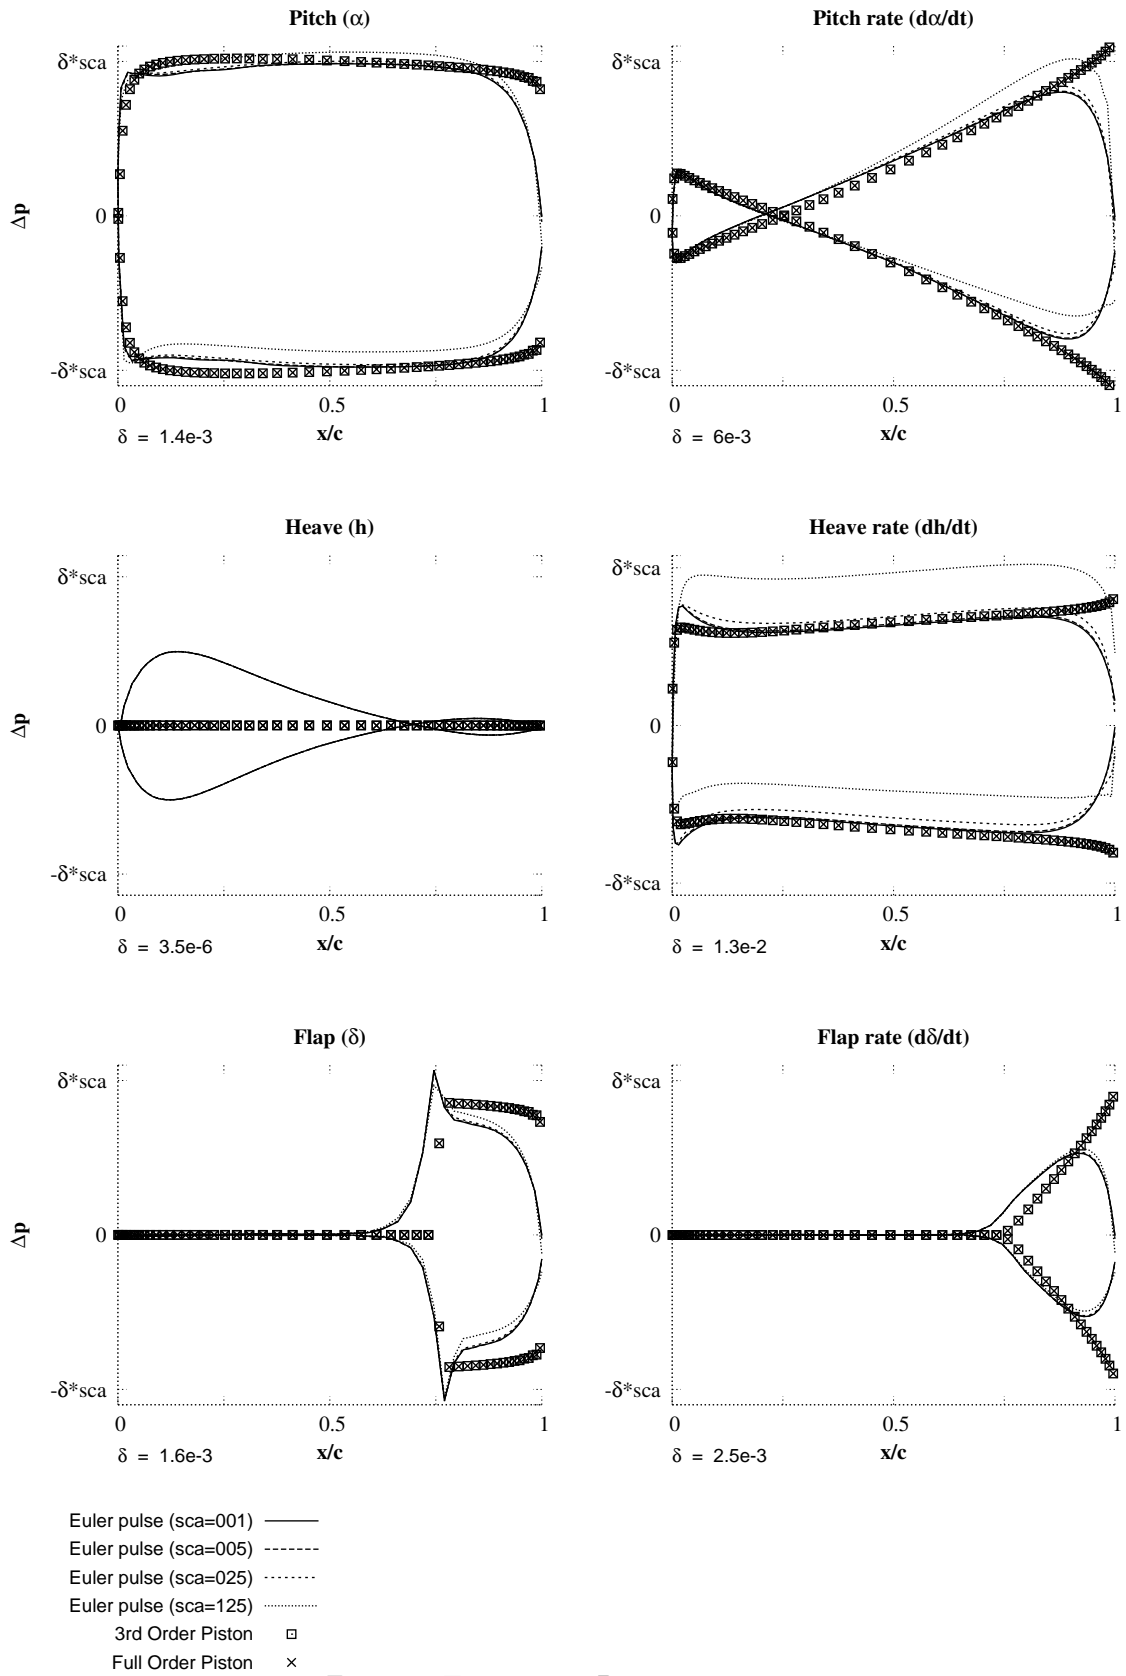 Pitch (α)
Δp
δ*sca
0
-δ*sca
0 0.5 1
δ = 1.4e-3 x/c
Pitch rate (dα/dt)
δ*sca
0
-δ*sca
0 0.5 1
δ = 6e-3 x/c
Heave (h)
Δp
δ*sca
0
-δ*sca
0 0.5 1
δ = 3.5e-6 x/c
Heave rate (dh/dt)
δ*sca
0
-δ*sca
0 0.5 1
δ = 1.3e-2 x/c
Flap (δ)
Δp
δ*sca
0
-δ*sca
0 0.5 1
δ = 1.6e-3 x/c
Flap rate (dδ/dt)
δ*sca
0
-δ*sca
0 0.5 1
δ = 2.5e-3 x/c
Euler pulse (sca=001)
Euler pulse (sca=005)
Euler pulse (sca=025)
Euler pulse (sca=125)
3rd Order Piston
Full Order Piston